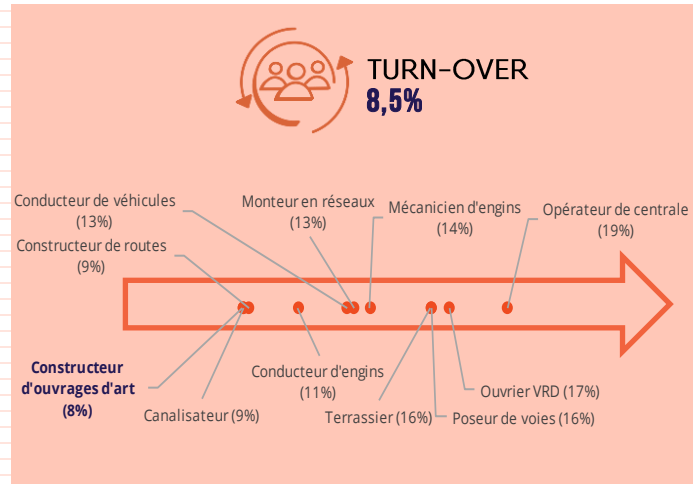 TURN-OVER
8,5%
Conducteur de véhicules
(13%)
Monteur en réseaux
(13%)
Mécanicien d'engins
(14%)
Opérateur de centrale
(19%)
Constructeur de routes
(9%)
Constructeur
d'ouvrages d'art
(8%)
Canalisateur (9%)
Conducteur d'engins
(11%)
Terrassier (16%)
Ouvrier VRD (17%)
Poseur de voies (16%)